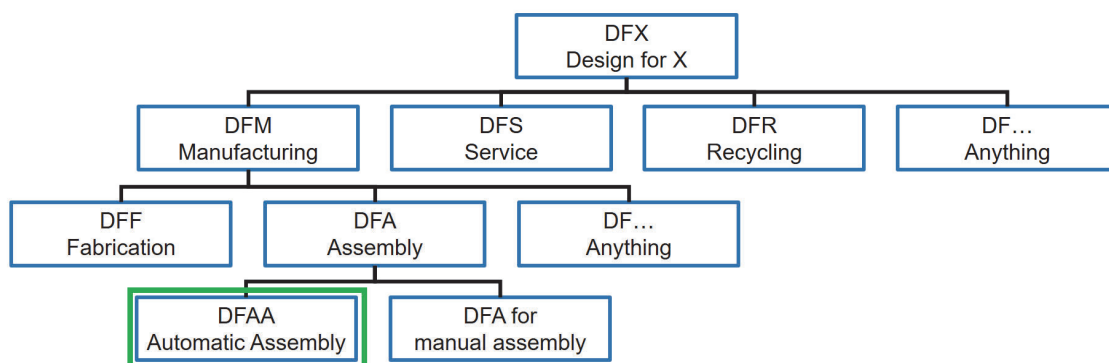 DFX
Design for X
DFM
Manufacturing
DFS
Service
DFR
Recycling
DF...
Anything
DFF
Fabrication
DFA
Assembly
DF...
Anything
DFAA
Automatic Assembly
DFA for
manual assembly